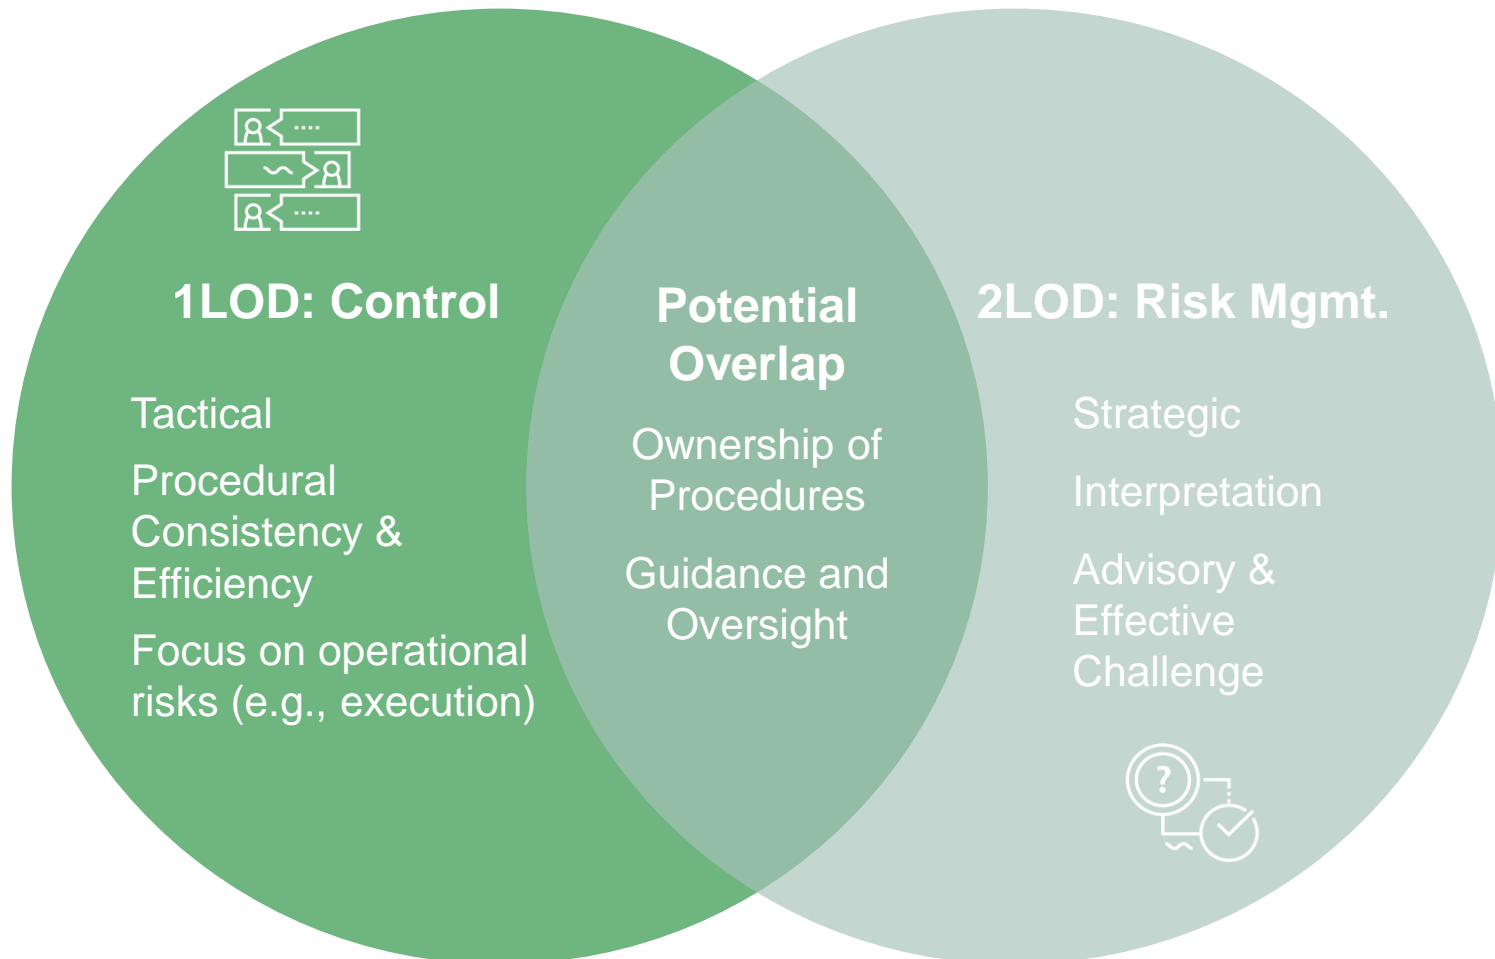 1LOD: Control
Tactical
Procedural
Consistency &
Efficiency
Focus on operational
risks (e.g., execution)
Potential
Overlap
Ownership of
Procedures
Guidance and
Oversight
2LOD: Risk Mgmt.
Strategic
Interpretation
Advisory &
Effective
Challenge
?